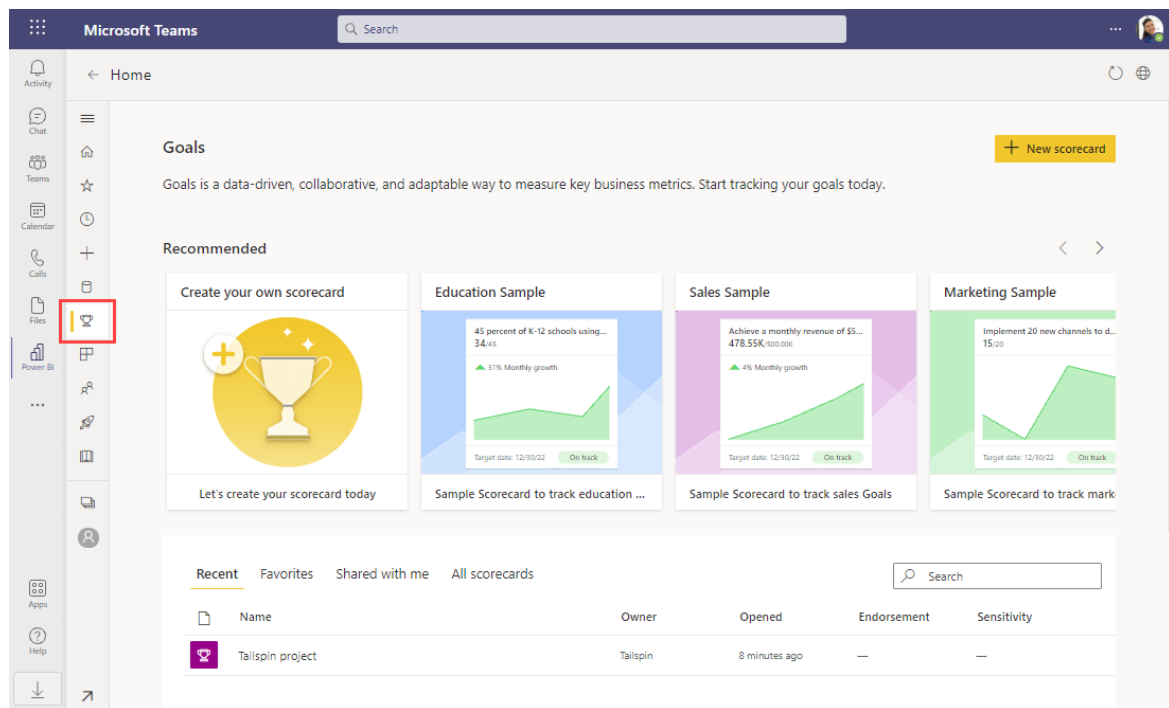 Microsoft Teams
Search
...
Activity
Chat
Teams
Calendar
Calls
Files
Power BI
...
Apps
Help
← Home
Goals
+ New scorecard
Goals is a data-driven, collaborative, and adaptable way to measure key business metrics. Start tracking your goals today.
Recommended
Create your own scorecard
Let's create your scorecard today
Education Sample
45 percent of K-12 schools using...
34/45
31% Monthly growth
Target date: 12/30/22 On track
Sample Scorecard to track education ...
Sales Sample
Achieve a monthly revenue of $5...
478.55K/500.00K
4% Monthly growth
Target date: 12/30/22 On track
Sample Scorecard to track sales Goals
Marketing Sample
Implement 20 new channels to d...
15/20
Target date: 12/30/22 On track
Sample Scorecard to track mark
Recent Favorites Shared with me All scorecards
Search
Name Owner Opened Endorsement Sensitivity
Tailspin project Tailspin 8 minutes ago — —